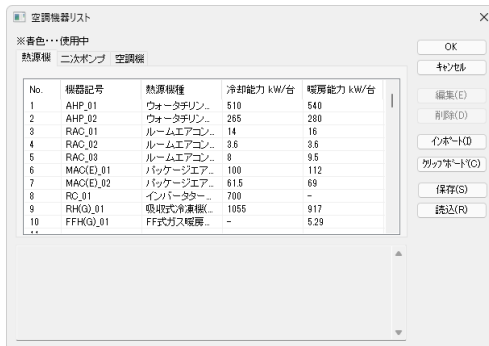 空調機器リスト
※青色・・・使用中
熱源機 二次ポンプ 空調機
No. 機器記号 熱源機種 冷却能力 kW/台 暖房能力 kW/台
1 AHP_01 ウォータチリン... 510 540
2 AHP_02 ウォータチリン... 265 280
3 RAC_01 ルームエアコン... 14 16
4 RAC_02 ルームエアコン... 3.6 3.6
5 RAC_03 ルームエアコン... 8 9.5
6 MAC(E)_01 パッケージエア... 100 112
7 MAC(E)_02 パッケージエア... 61.5 69
8 RC_01 インバーター... 700 -
9 RH(G)_01 吸収式冷凍機(... 1055 917
10 FFH(G)_01 FF式ガス暖房... - 5.29
OK
キャンセル
編集(E)
削除(D)
インポート(I)
クリップボード(C)
保存(S)
読込(R)